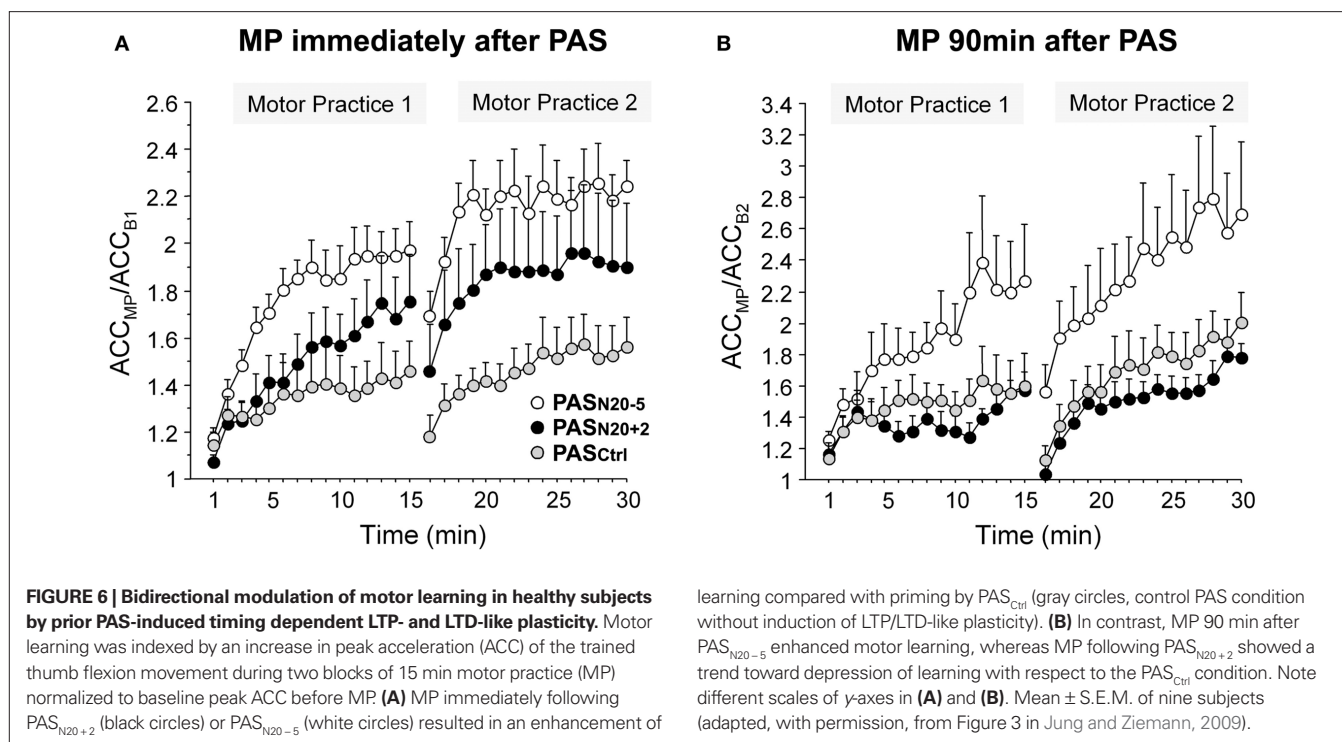 A
MP immediately after PAS
Motor Practice 1
Motor Practice 2
ACC_MP/ACC_B1
2.6
2.4
2.2
2
1.8
1.6
1.4
1.2
1
PASN20-5
PASN20+2
PASCtrl
1 5 10 15 20 25 30
Time (min)
B
MP 90min after PAS
Motor Practice 1
Motor Practice 2
ACC_MP/ACC_B2
3.4
3.2
3
2.8
2.6
2.4
2.2
2
1.8
1.6
1.4
1.2
1
1 5 10 15 20 25 30
Time (min)
FIGURE 6 | Bidirectional modulation of motor learning in healthy subjects
by prior PAS-induced timing dependent LTP- and LTD-like plasticity. Motor
learning was indexed by an increase in peak acceleration (ACC) of the trained
thumb flexion movement during two blocks of 15 min motor practice (MP)
normalized to baseline peak ACC before MP. (A) MP immediately following
PAS_N20+2 (black circles) or PAS_N20−5 (white circles) resulted in an enhancement of
learning compared with priming by PAS_Ctrl (gray circles, control PAS condition
without induction of LTP/LTD-like plasticity). (B) In contrast, MP 90 min after
PAS_N20−5 enhanced motor learning, whereas MP following PAS_N20+2 showed a
trend toward depression of learning with respect to the PAS_Ctrl condition. Note
different scales of y-axes in (A) and (B). Mean ± S.E.M. of nine subjects
(adapted, with permission, from Figure 3 in Jung and Ziemann, 2009).